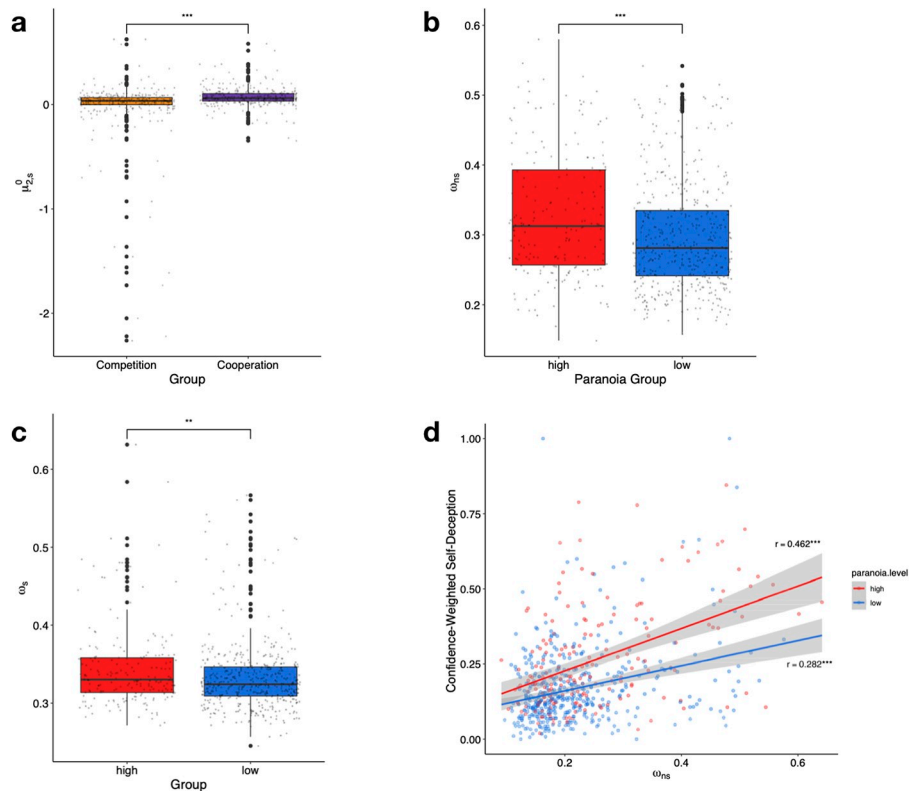 a
***
0
-1
-2
μ⁰₂,ₛ
Competition
Cooperation
Group
b
***
0.6
0.5
0.4
0.3
0.2
ωns
high
low
Paranoia Group
c
**
0.6
0.5
0.4
0.3
ωs
high
low
Group
d
1.00
0.75
0.50
0.25
0.00
Confidence-Weighted Self-Deception
r = 0.462***
r = 0.282***
0.2
0.4
0.6
ωns
paranoia.level
high
low